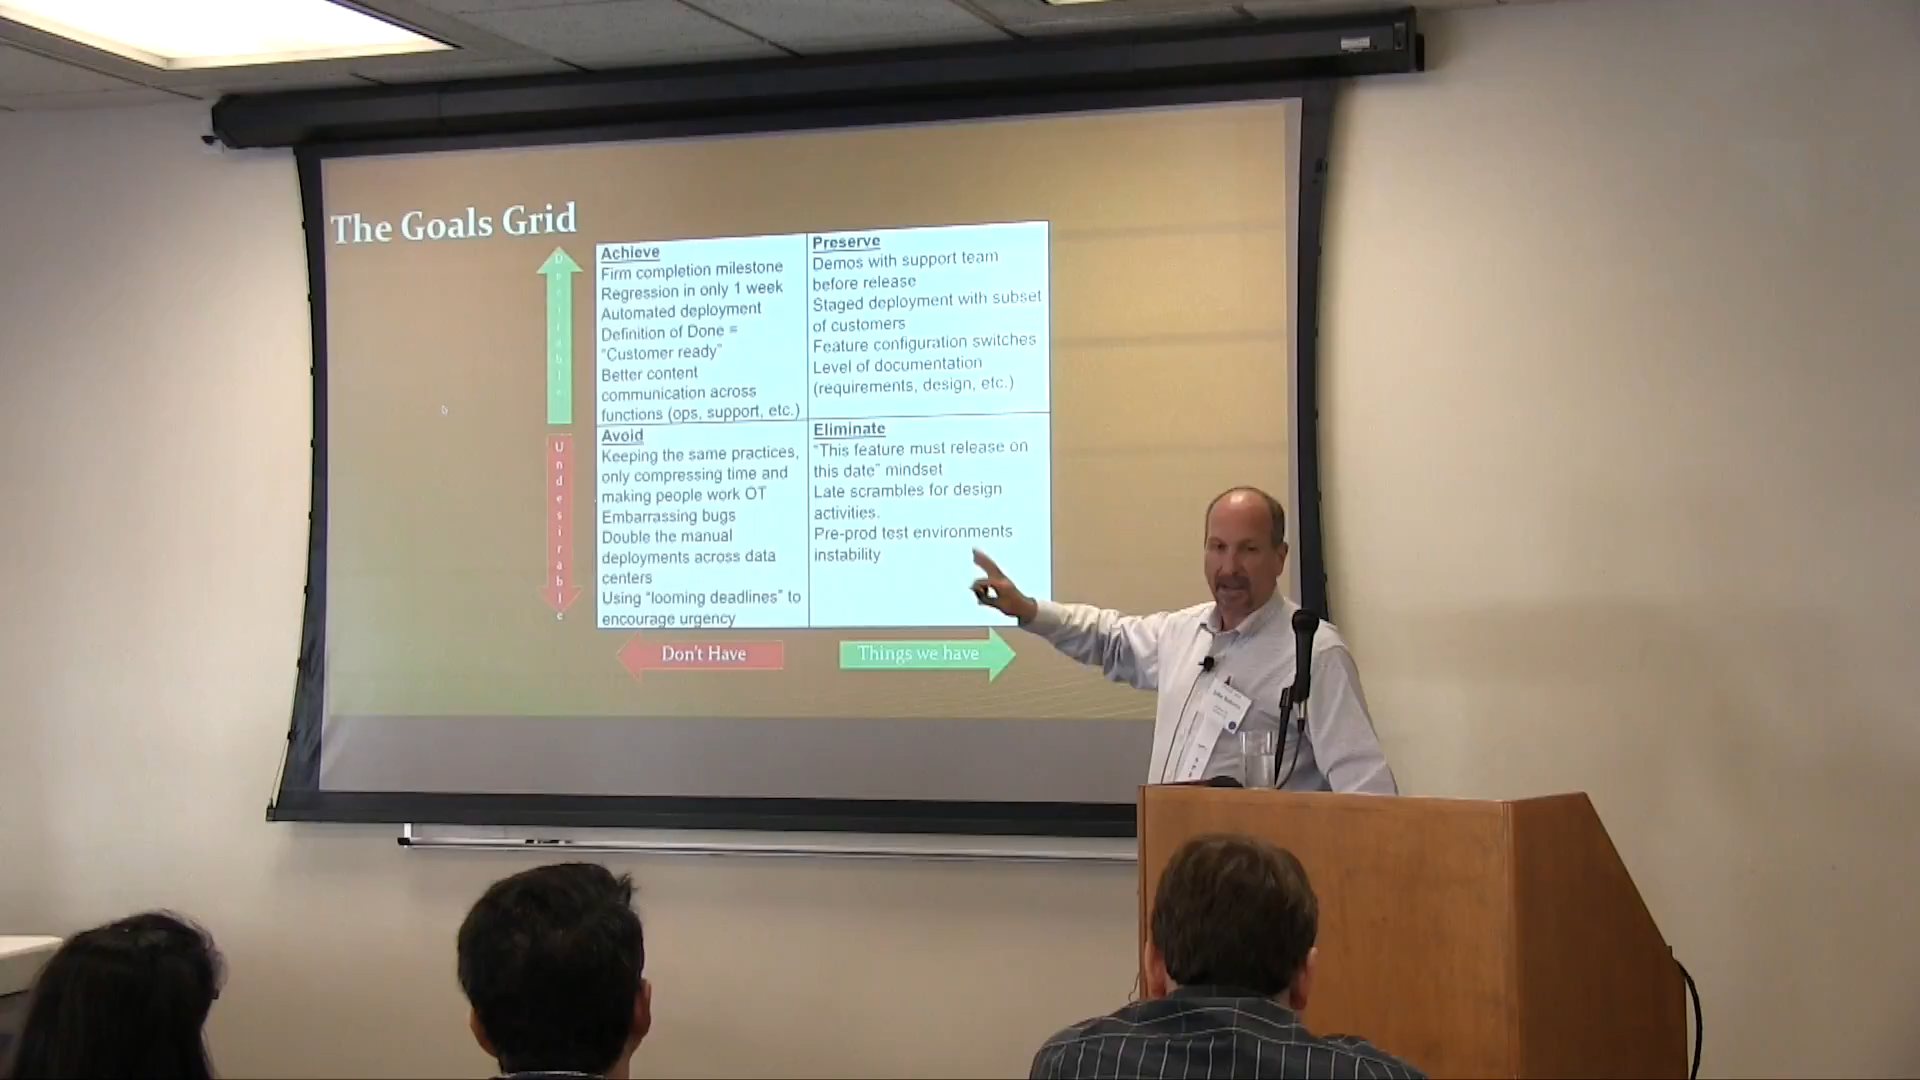 The Goals Grid
Desirable
Undesirable
Achieve
Firm completion milestone
Regression in only 1 week
Automated deployment
Definition of Done =
"Customer ready"
Better content
communication across
functions (ops, support, etc.)
Preserve
Demos with support team
before release
Staged deployment with subset
of customers
Feature configuration switches
Level of documentation
(requirements, design, etc.)
Avoid
Keeping the same practices,
only compressing time and
making people work OT
Embarrassing bugs
Double the manual
deployments across data
centers
Using "looming deadlines" to
encourage urgency
Eliminate
"This feature must release on
this date" mindset
Late scrambles for design
activities.
Pre-prod test environments
instability
Don't Have
Things we have